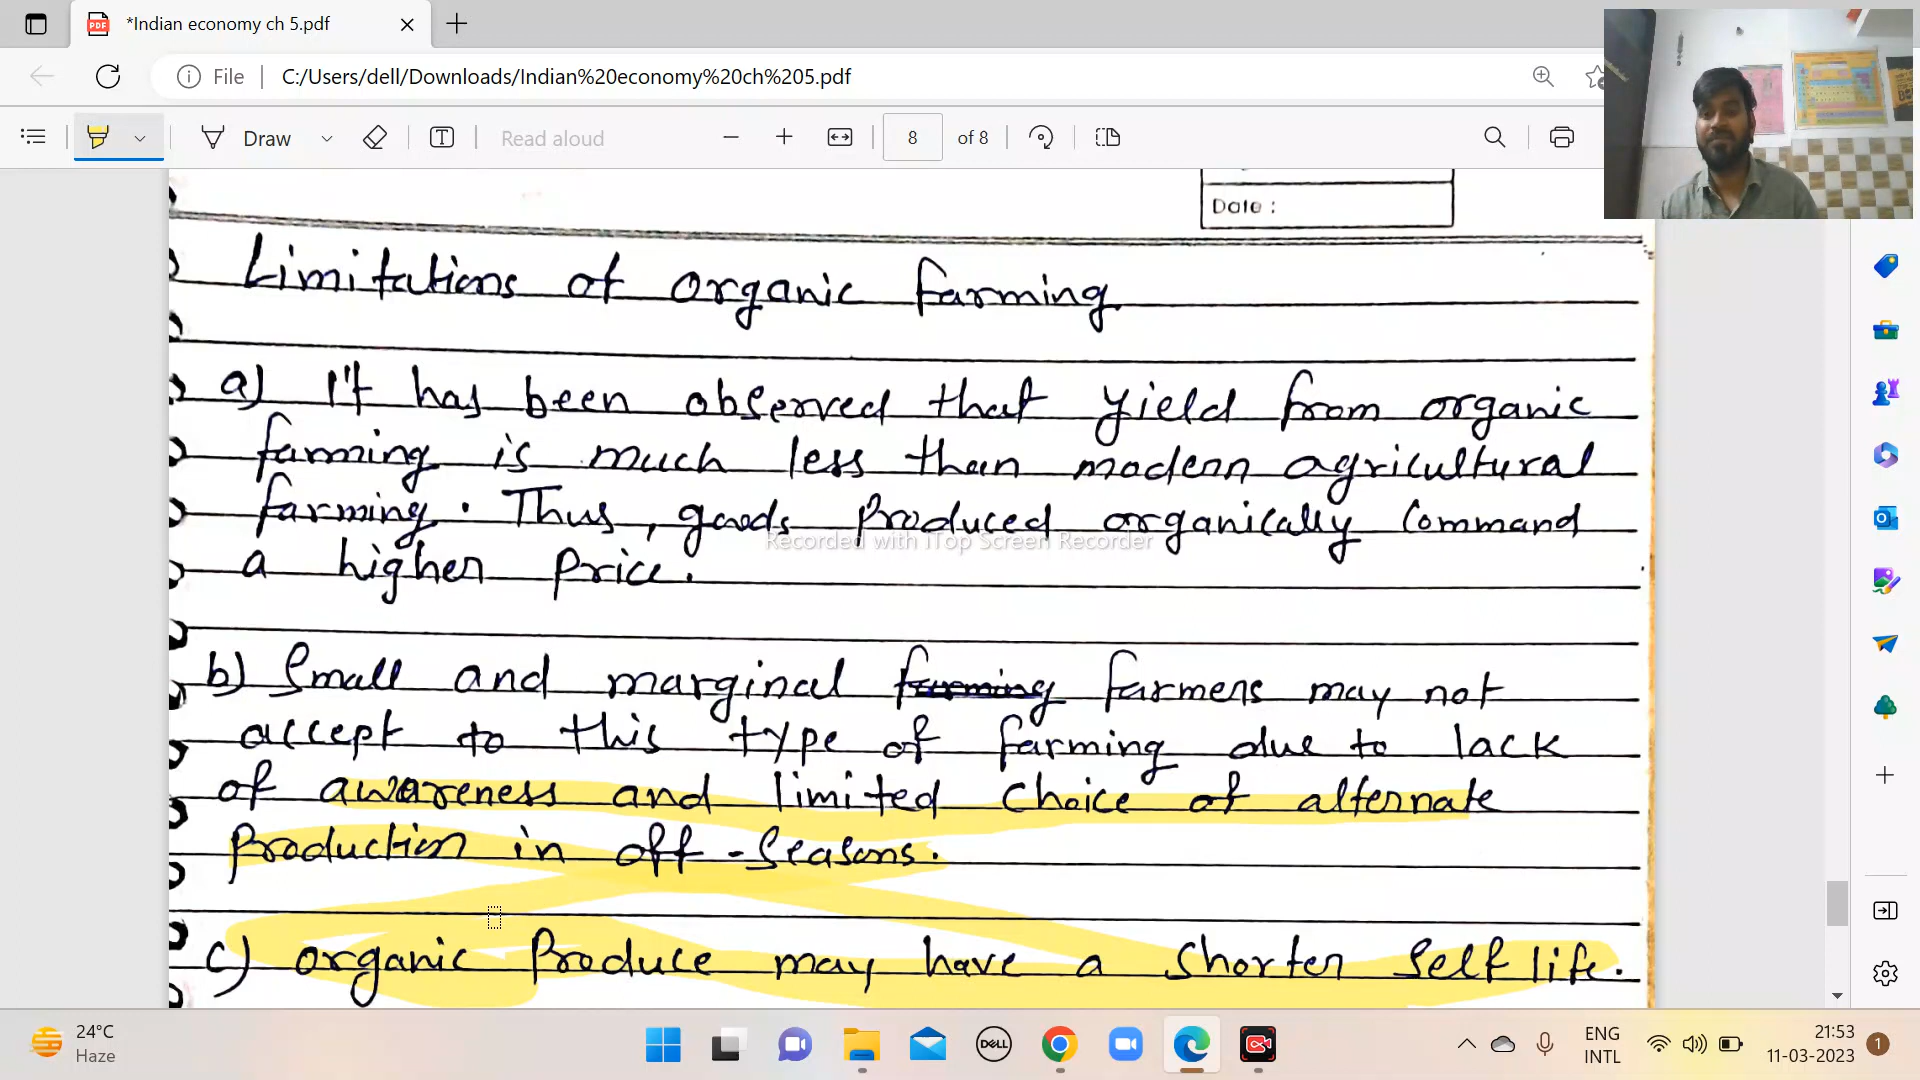 *Indian economy ch 5.pdf
File
C:/Users/dell/Downloads/Indian%20economy%20ch%205.pdf
Draw
Read aloud
8 of 8
Date :
Limitations of organic farming
a) It has been observed that yield from organic
farming is much less than modern agricultural
farming. Thus, goods produced organically command
a higher price.
Recorded with iTop Screen Recorder
b) Small and marginal farming farmers may not
accept to this type of farming due to lack
of awareness and limited choice of alternate
production in off-seasons.
c) organic Produce may have a shorter self life.
24°C
Haze
DELL
ENG
INTL
21:53
11-03-2023
1